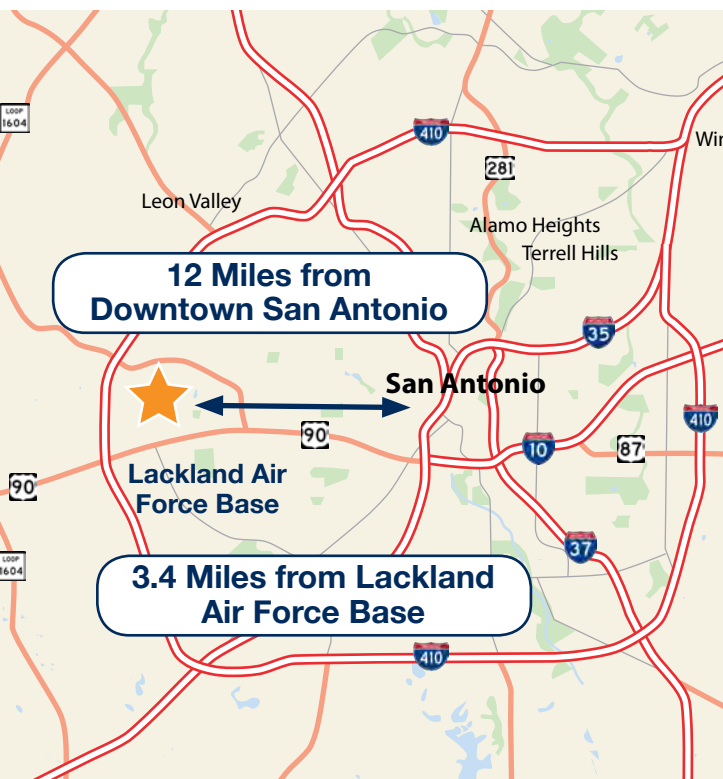 LOOP
1604
410
Leon Valley
281
Alamo Heights
Terrell Hills
12 Miles from
Downtown San Antonio
35
San Antonio
410
90
10
87
90
Lackland Air
Force Base
37
LOOP
1604
3.4 Miles from Lackland
Air Force Base
410